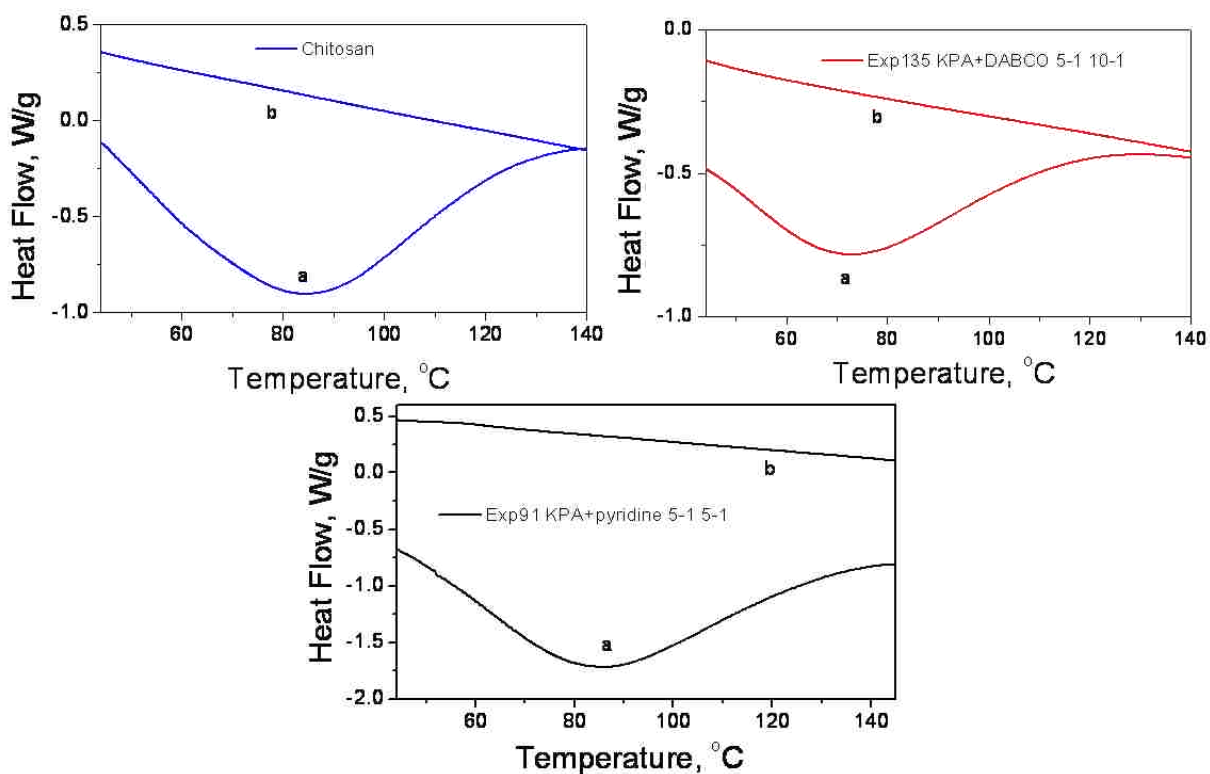 0.5
Chitosan
b
0.0
-0.5
a
-1.0
60 80 100 120 140
Heat Flow, W/g
Temperature, °C
0.0
Exp135 KPA+DABCO 5-1 10-1
b
-0.5
a
-1.0
60 80 100 120 140
Heat Flow, W/g
Temperature, °C
0.5
b
0.0
Exp91 KPA+pyridine 5-1 5-1
-0.5
-1.0
-1.5
a
-2.0
60 80 100 120 140
Heat Flow, W/g
Temperature, °C